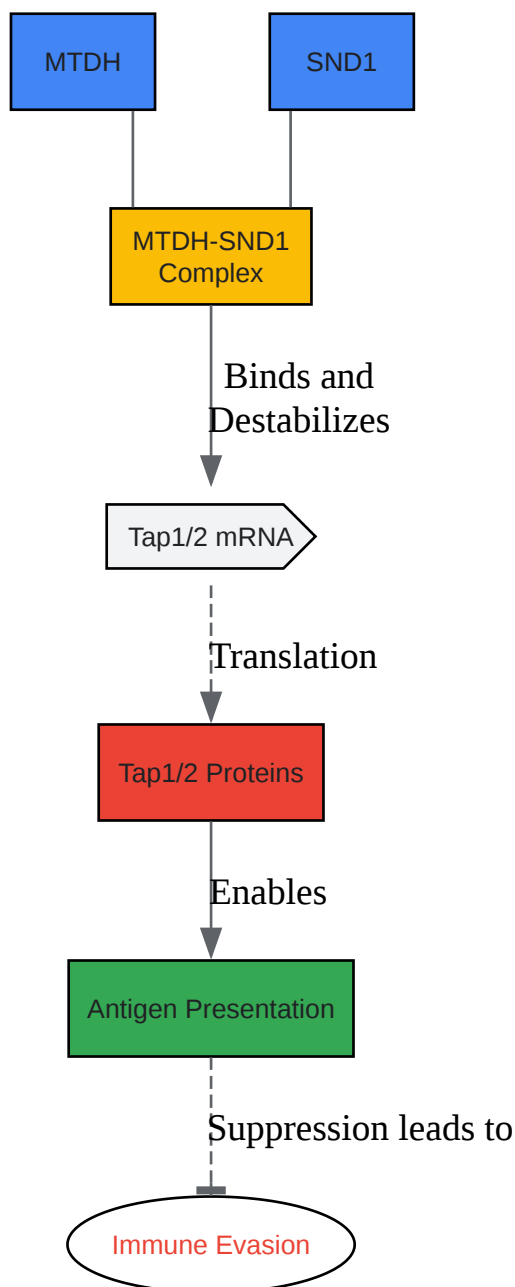 MTDH
SND1
MTDH-SND1
Complex
Binds and
Destabilizes
Tap1/2 mRNA
Translation
Tap1/2 Proteins
Enables
Antigen Presentation
Suppression leads to
Immune Evasion